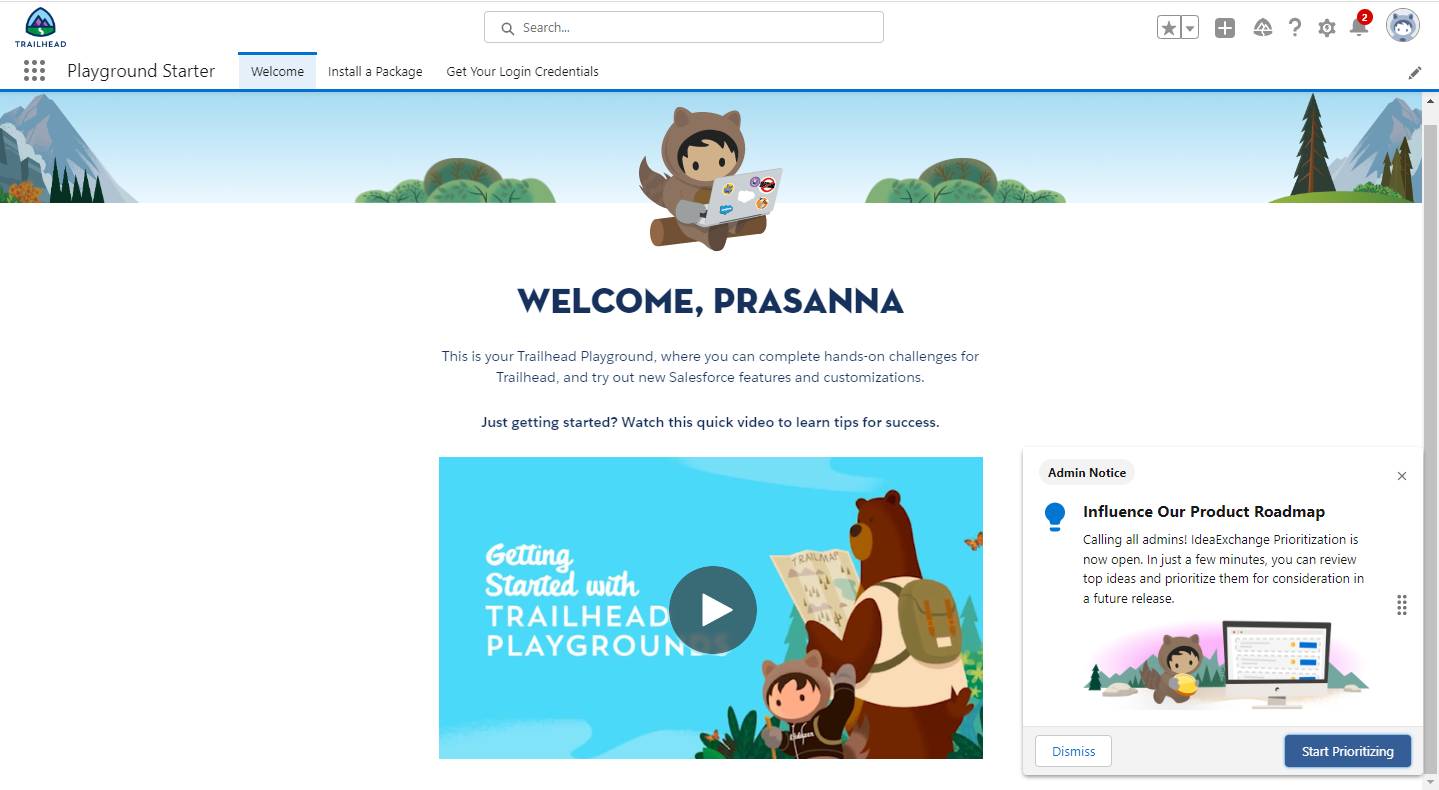 TRAILHEAD
Search...
2
Playground Starter
Welcome
Install a Package
Get Your Login Credentials
WELCOME, PRASANNA
This is your Trailhead Playground, where you can complete hands-on challenges for
Trailhead, and try out new Salesforce features and customizations.
Just getting started? Watch this quick video to learn tips for success.
Getting
Started with
TRAILHEAD
PLAYGROUNDS
TRAILMAP
Admin Notice
Influence Our Product Roadmap
Calling all admins! IdeaExchange Prioritization is
now open. In just a few minutes, you can review
top ideas and prioritize them for consideration in
a future release.
Dismiss
Start Prioritizing